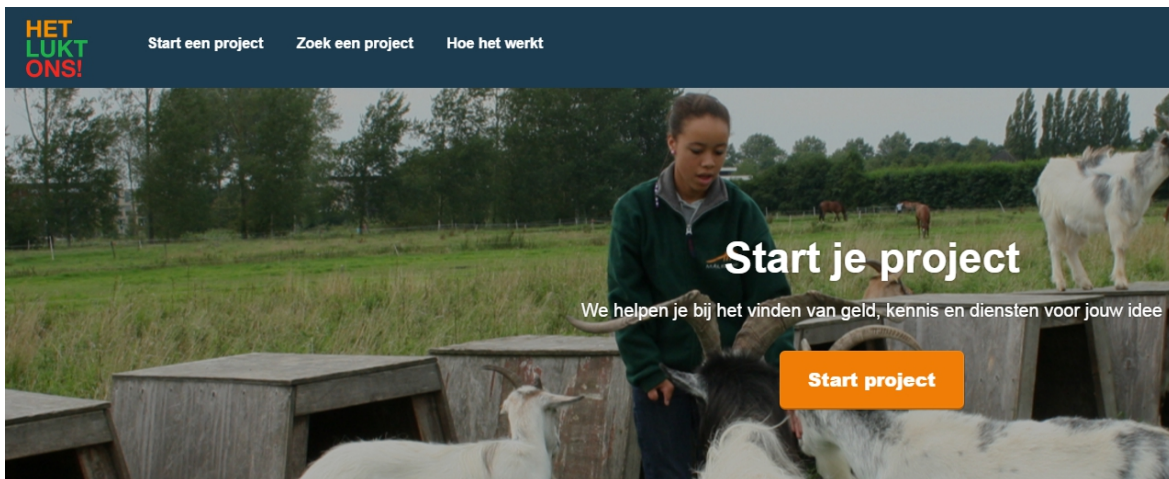 HET
LUKT
ONS!
Start een project
Zoek een project
Hoe het werkt
Start je project
We helpen je bij het vinden van geld, kennis en diensten voor jouw idee
Start project